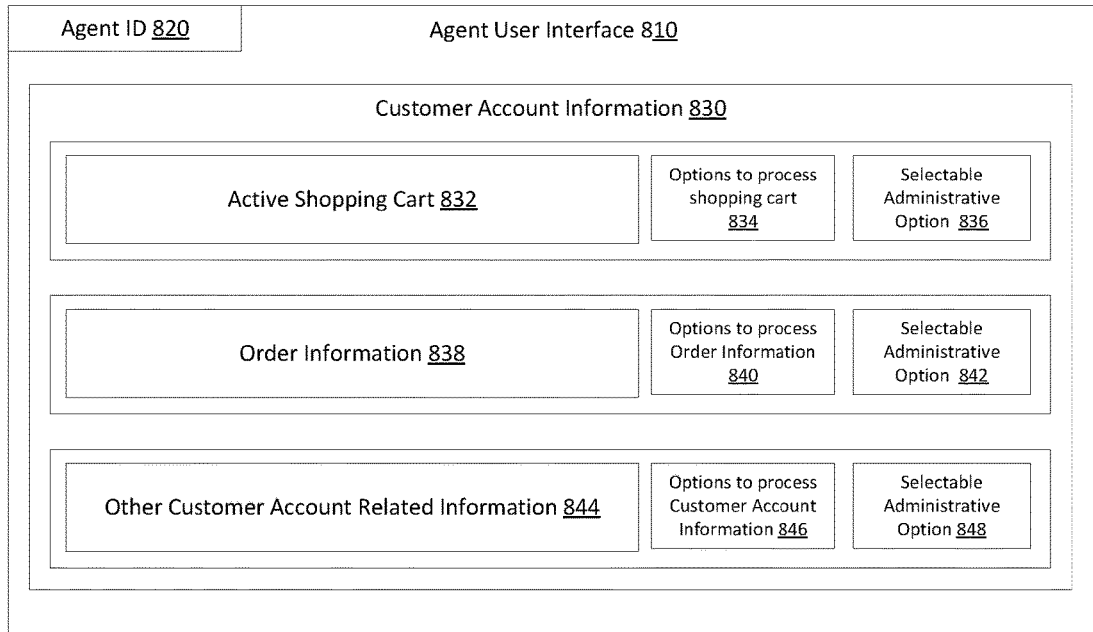 Agent ID 820
Agent User Interface 810
Customer Account Information 830
Active Shopping Cart 832
Options to process
shopping cart
834
Selectable
Administrative
Option 836
Order Information 838
Options to process
Order Information
840
Selectable
Administrative
Option 842
Other Customer Account Related Information 844
Options to process
Customer Account
Information 846
Selectable
Administrative
Option 848